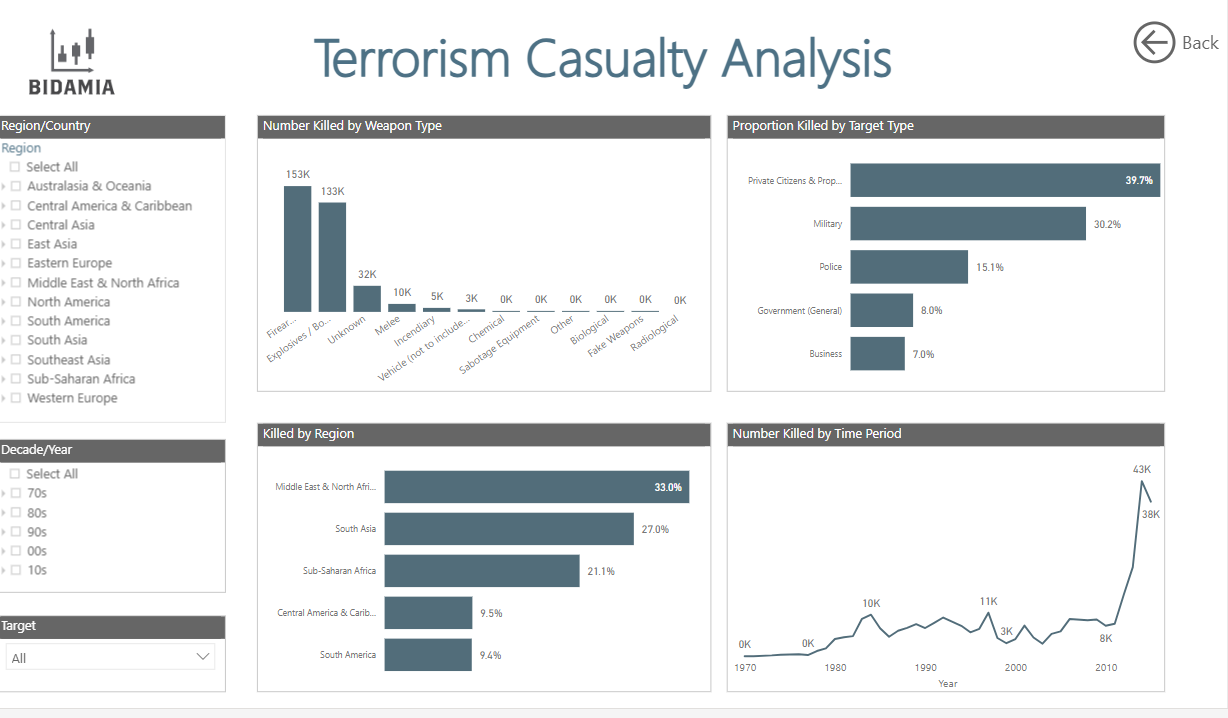 BIDAMIA
Terrorism Casualty Analysis
Back
Region/Country
Region
Select All
Australasia & Oceania
Central America & Caribbean
Central Asia
East Asia
Eastern Europe
Middle East & North Africa
North America
South America
South Asia
Southeast Asia
Sub-Saharan Africa
Western Europe
Decade/Year
Select All
70s
80s
90s
00s
10s
Target
All
Number Killed by Weapon Type
153K
133K
32K
10K
5K
3K
0K
0K
0K
0K
0K
0K
Firear...
Explosives / Bo...
Unknown
Melee
Incendiary
Vehicle (not to include...
Chemical
Sabotage Equipment
Other
Biological
Fake Weapons
Radiological
Proportion Killed by Target Type
Private Citizens & Prop... 39.7%
Military 30.2%
Police 15.1%
Government (General) 8.0%
Business 7.0%
Killed by Region
Middle East & North Afri... 33.0%
South Asia 27.0%
Sub-Saharan Africa 21.1%
Central America & Carib... 9.5%
South America 9.4%
Number Killed by Time Period
43K
38K
10K
11K
3K
8K
0K
0K
1970 1980 1990 2000 2010
Year